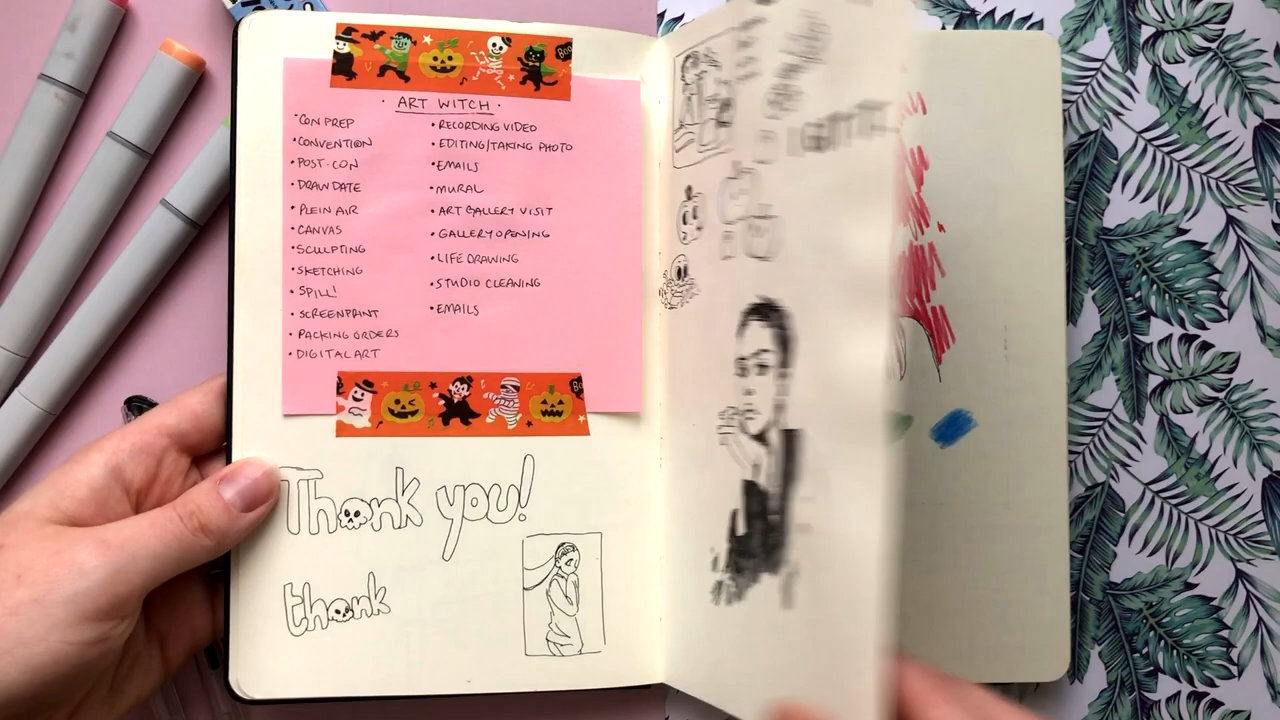 BOO
· ART WITCH ·
• CON PREP
• CONVENTION
• POST-CON
• DRAW DATE
• PLEIN AIR
• CANVAS
• SCULPTING
• SKETCHING
• SPILL!
• SCREENPRINT
• PACKING ORDERS
• DIGITAL ART
• RECORDING VIDEO
• EDITING/TAKING PHOTO
• EMAILS
• MURAL
• ART GALLERY VISIT
• GALLERY OPENING
• LIFE DRAWING
• STUDIO CLEANING
• EMAILS
Thank you!
thank